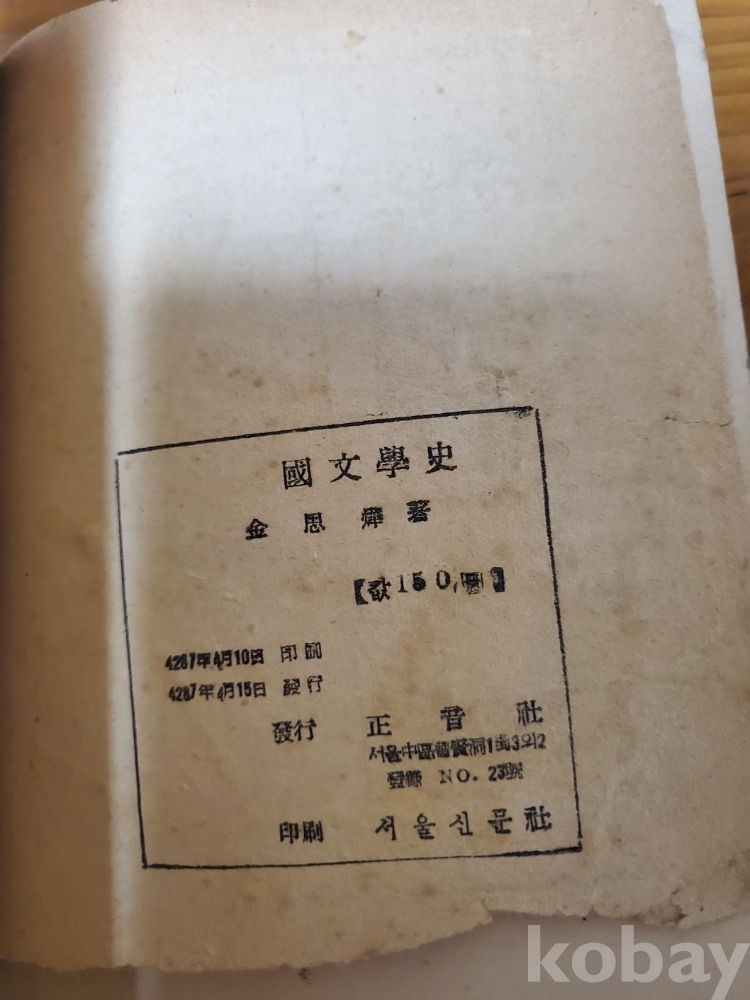 國文學史
金思燁著
【값150圜】
4287年4月10日 印刷
4287年4月15日 發行
發行 正音社
서울中區會賢洞1街3의2
登錄 NO. 23號
印刷 서울신문社
kobay